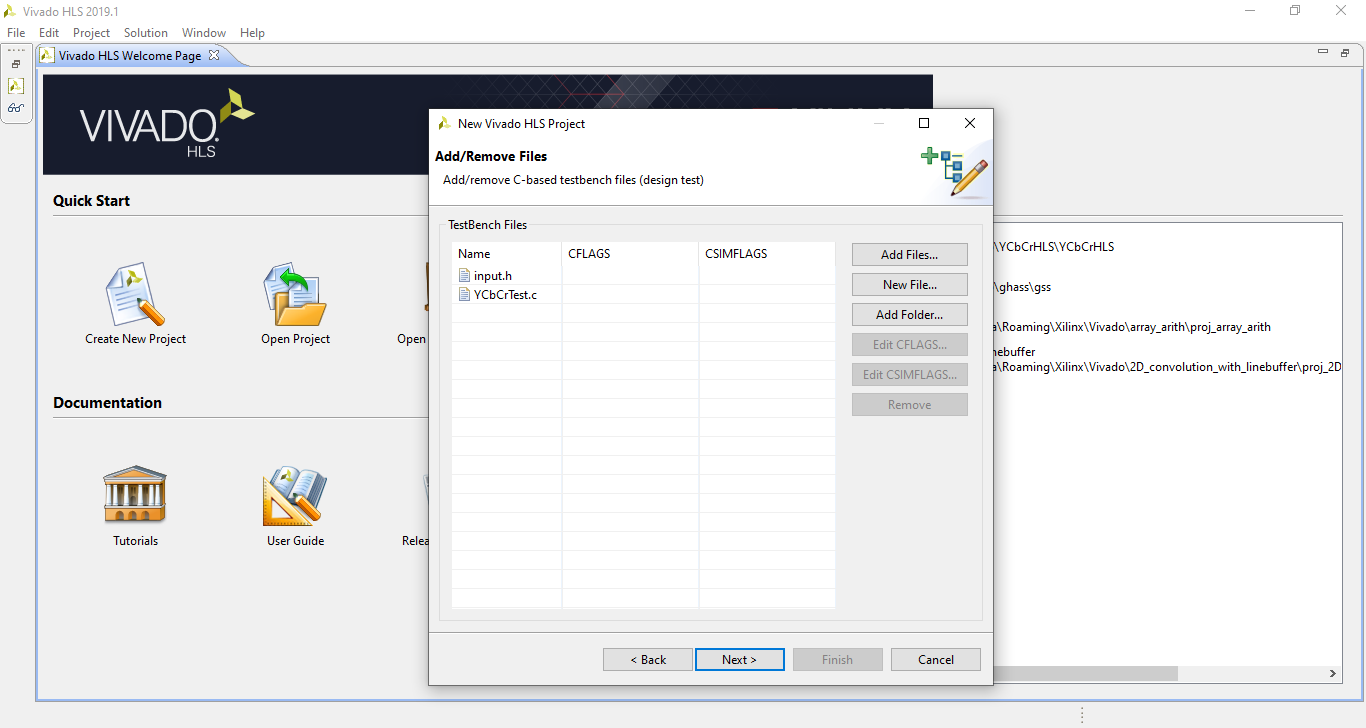 Vivado HLS 2019.1
File Edit Project Solution Window Help
Vivado HLS Welcome Page
VIVADO.
HLS
Quick Start
Create New Project
Open Project
Open
Documentation
Tutorials
User Guide
New Vivado HLS Project
Add/Remove Files
Add/remove C-based testbench files (design test)
TestBench Files
Name CFLAGS CSIMFLAGS
input.h
YCbCrTest.c
Add Files...
New File...
Add Folder...
Edit CFLAGS...
Edit CSIMFLAGS...
Remove
< Back Next > Finish Cancel
\YCbCrHLS\YCbCrHLS
\ghass\gss
a\Roaming\Xilinx\Vivado\array_arith\proj_array_arith
nebuffer
a\Roaming\Xilinx\Vivado\2D_convolution_with_linebuffer\proj_2D